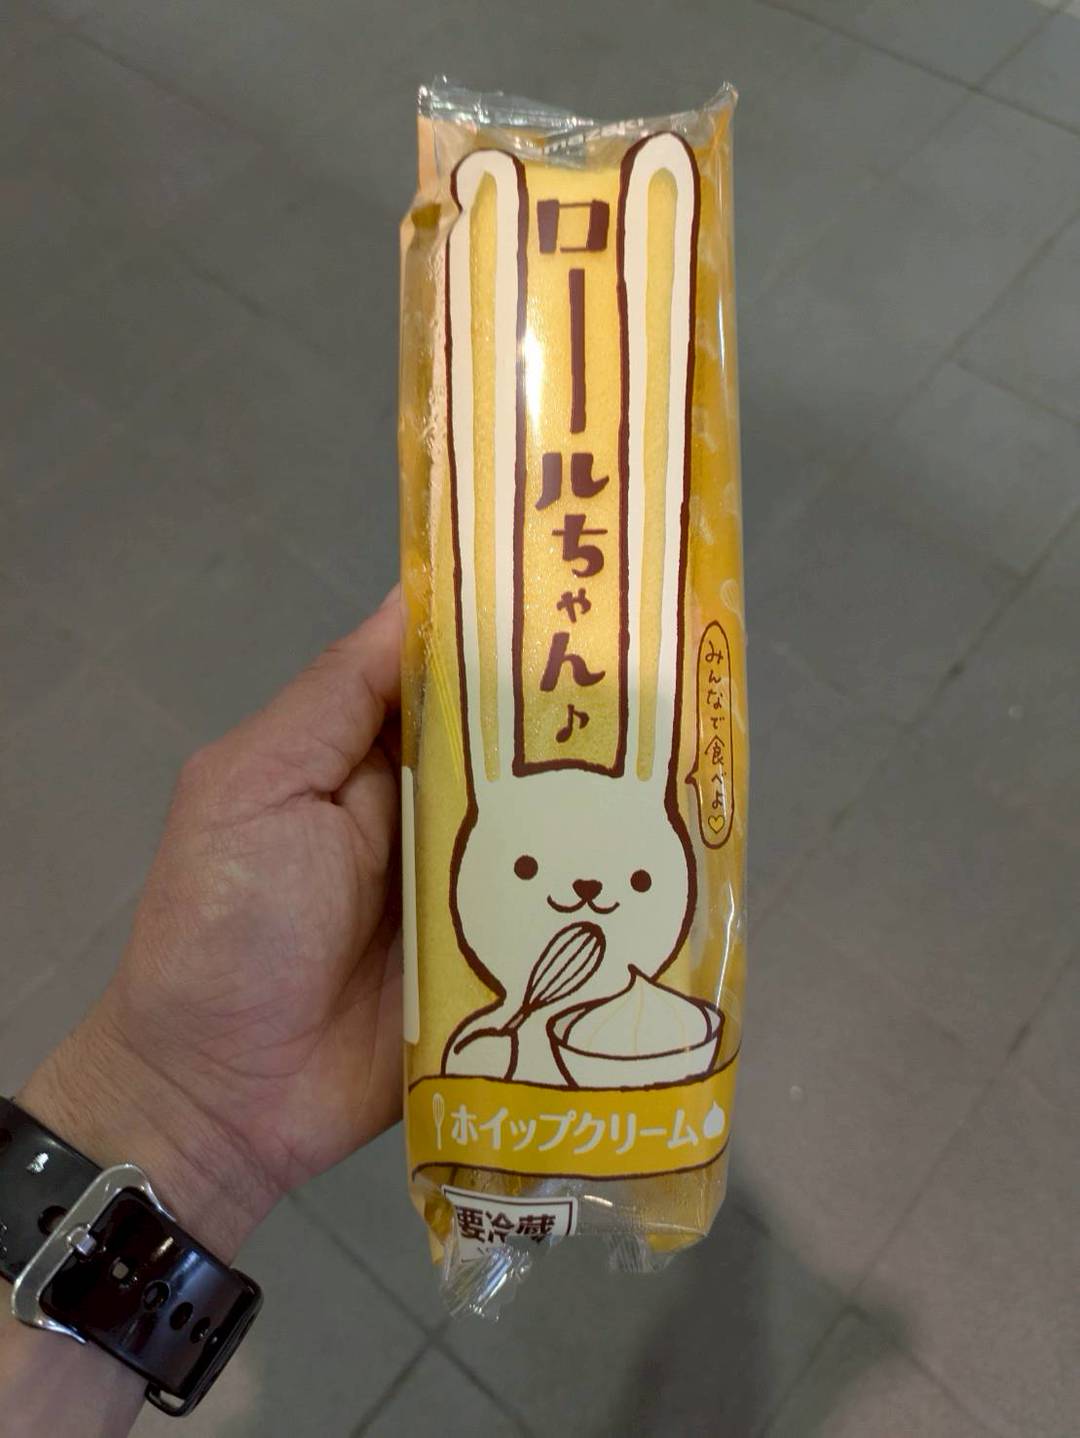 ロールちゃん♪
みんなで食べよ♡
ホイップクリーム
要冷蔵